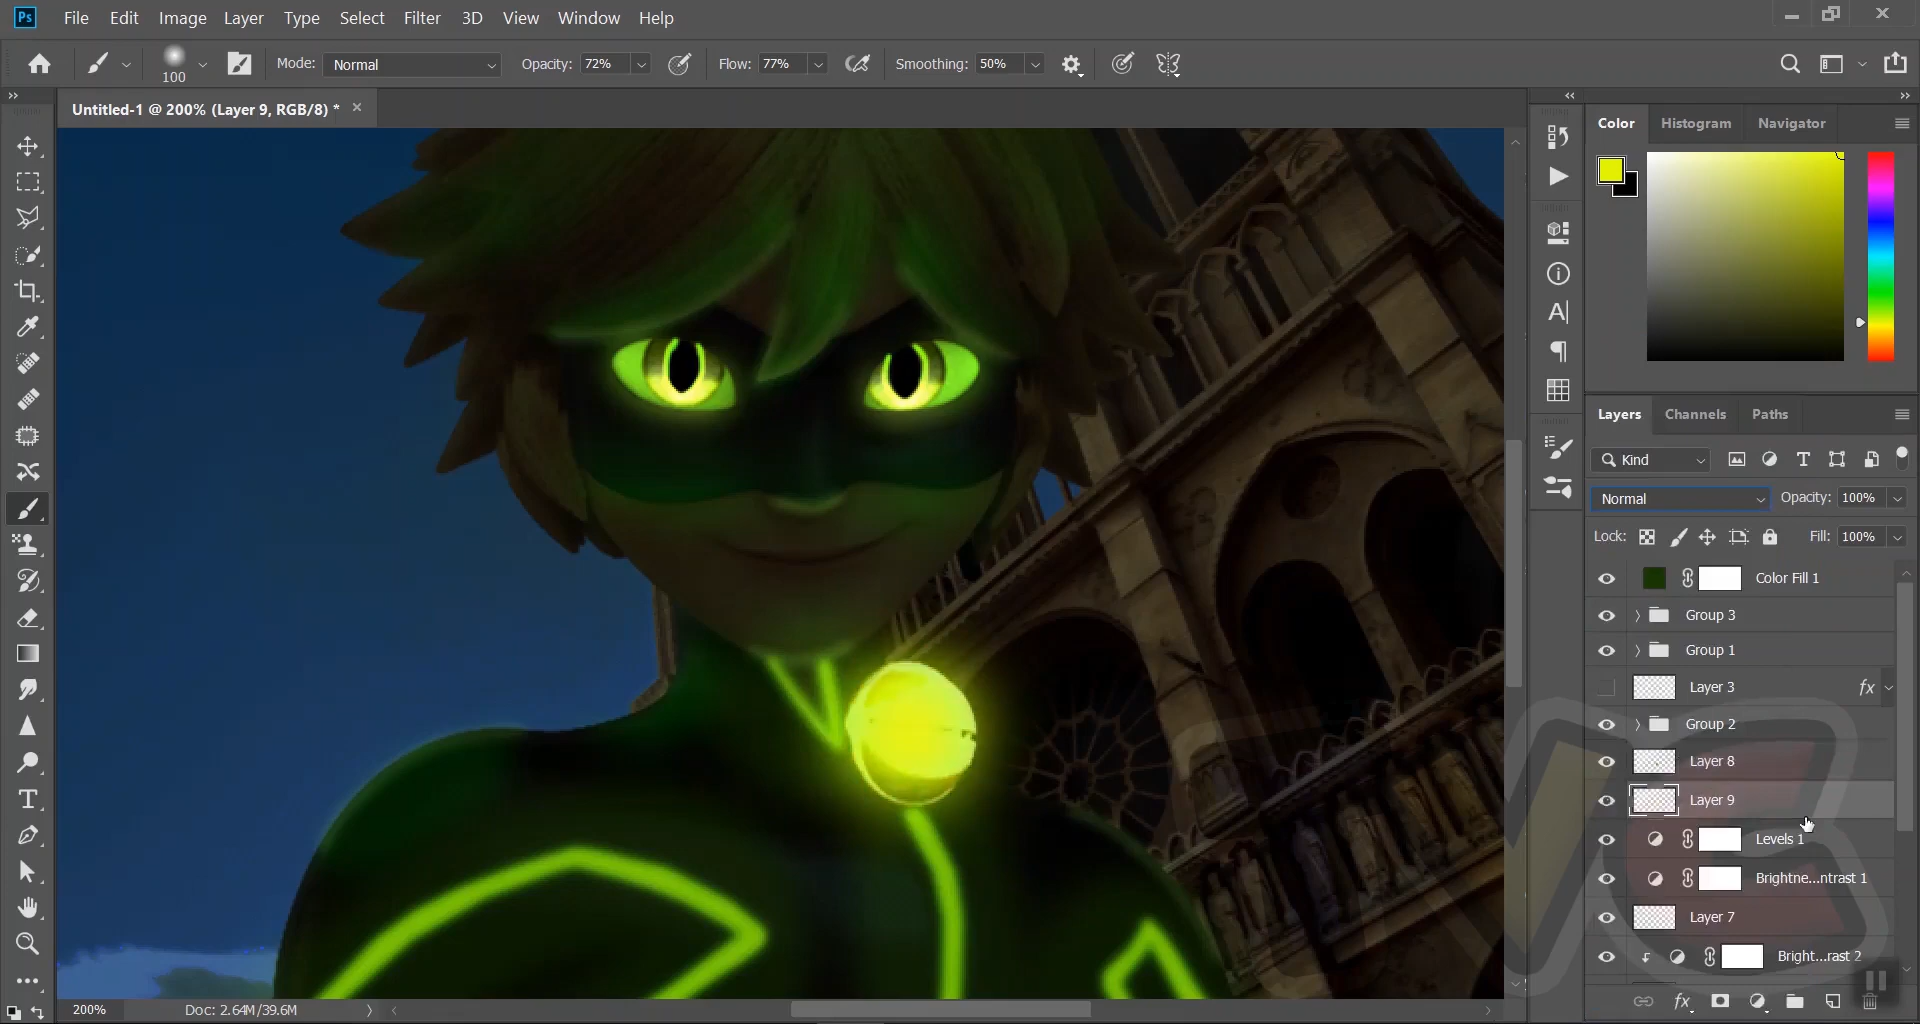 Ps File Edit Image Layer Type Select Filter 3D View Window Help
100 Mode: Normal Opacity: 72% Flow: 77% Smoothing: 50%
Untitled-1 @ 200% (Layer 9, RGB/8) *
Color Histogram Navigator
Layers Channels Paths
Kind
Normal Opacity: 100%
Lock: Fill: 100%
Color Fill 1
Group 3
Group 1
Layer 3 fx
Group 2
Layer 8
Layer 9
Levels 1
Brightne...ntrast 1
Layer 7
Bright...rast 2
200% Doc: 2.64M/39.6M
fx